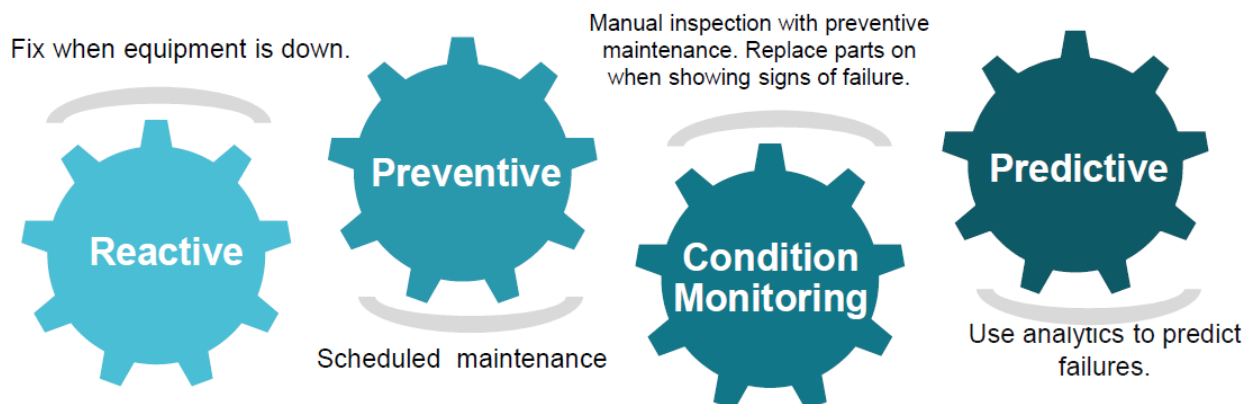 Fix when equipment is down.
Reactive
Preventive
Scheduled maintenance
Manual inspection with preventive
maintenance. Replace parts on
when showing signs of failure.
Condition
Monitoring
Predictive
Use analytics to predict
failures.